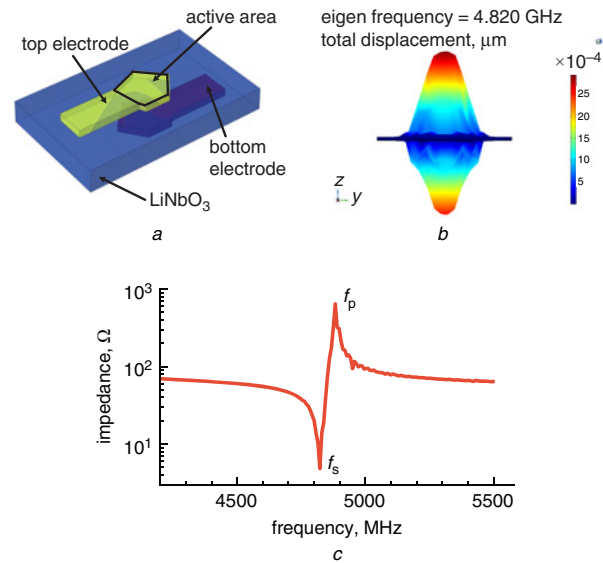 active area
top electrode
bottom
electrode
LiNbO3
a
eigen frequency = 4.820 GHz
total displacement, μm
×10−4
25
20
15
10
5
z
y
b
impedance, Ω
10³
10²
10¹
fp
fs
4500 5000 5500
frequency, MHz
c